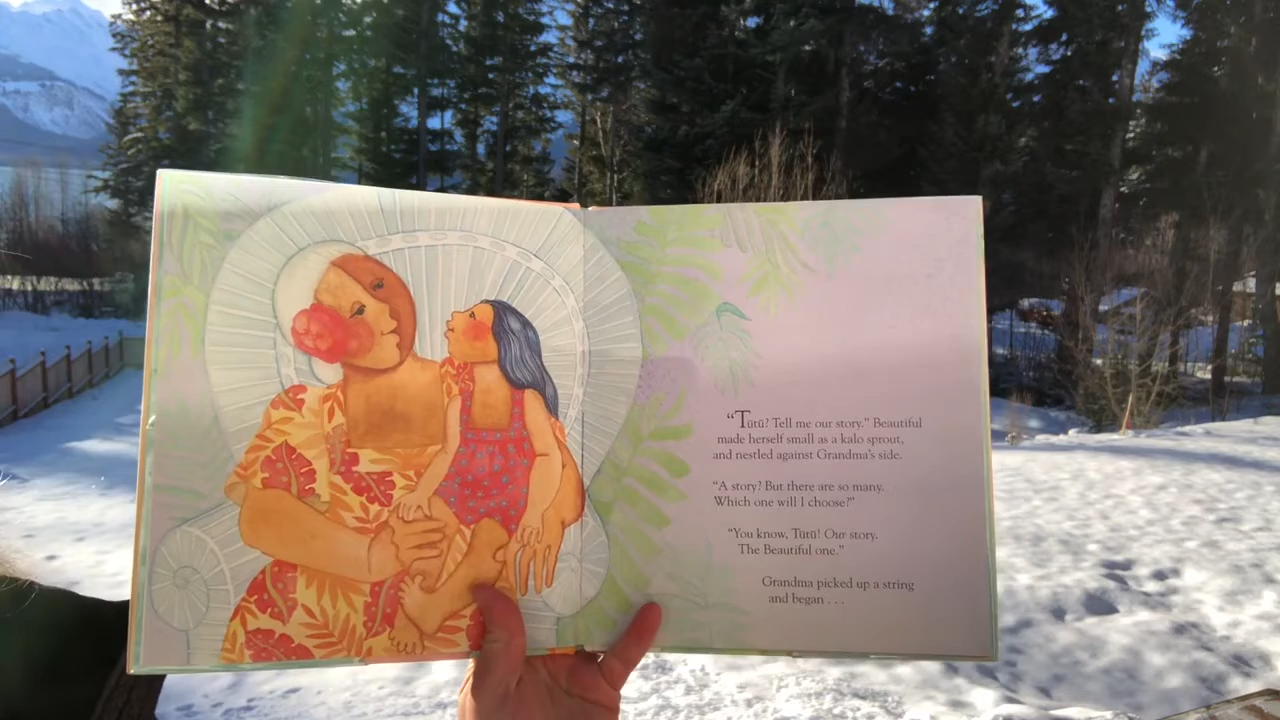 “Tūtū? Tell me our story.” Beautiful
made herself small as a kalo sprout,
and nestled against Grandma’s side.
“A story? But there are so many.
Which one will I choose?”
“You know, Tūtū! Our story.
The Beautiful one.”
Grandma picked up a string
and began . . .